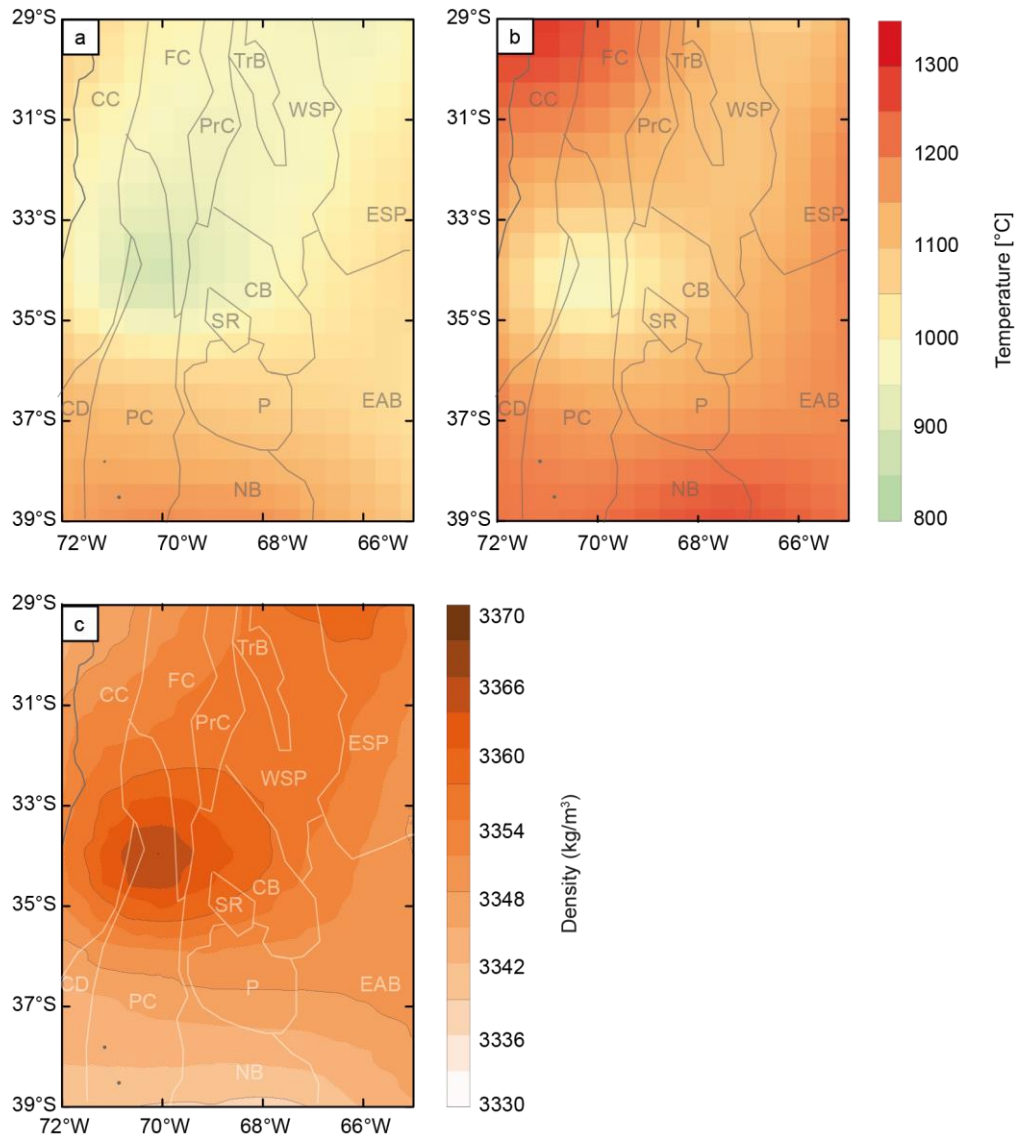 29°S
31°S
33°S
35°S
37°S
39°S
72°W
70°W
68°W
66°W
a
FC
TrB
CC
WSP
PrC
ESP
CB
SR
CD
PC
P
EAB
NB
29°S
31°S
33°S
35°S
37°S
39°S
72°W
70°W
68°W
66°W
b
FC
TrB
CC
WSP
PrC
ESP
CB
SR
CD
PC
P
EAB
NB
1300
1200
1100
1000
900
800
Temperature [°C]
29°S
31°S
33°S
35°S
37°S
39°S
72°W
70°W
68°W
66°W
c
TrB
FC
CC
PrC
ESP
WSP
CB
SR
CD
P
EAB
PC
NB
3370
3366
3360
3354
3348
3342
3336
3330
Density (kg/m³)